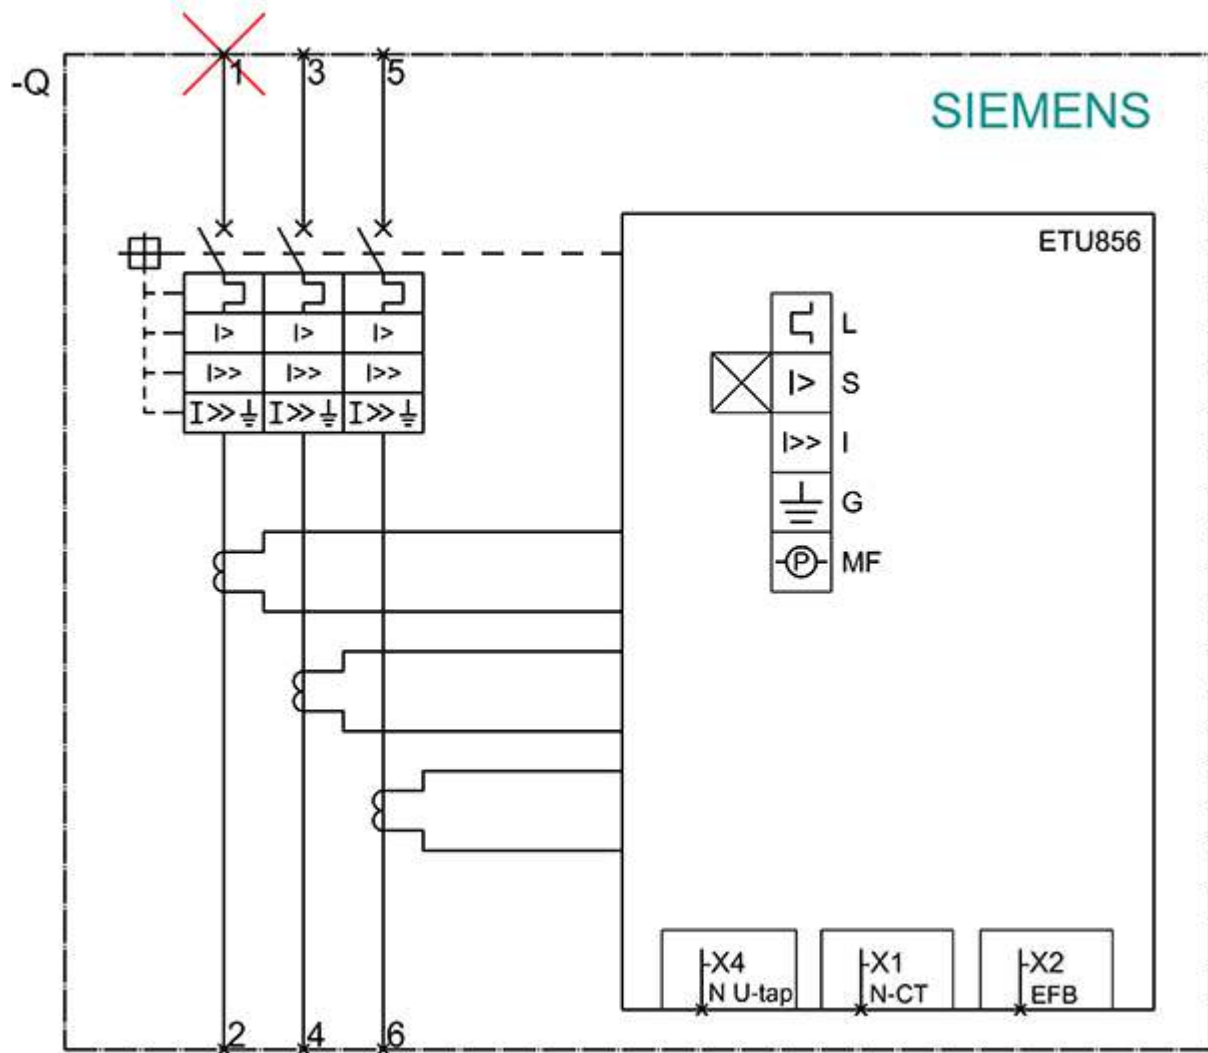 1 3 5
-Q
SIEMENS
ETU856
L
I> I> I>
I> S
I>> I>> I>>
I>> I
I>> I>> I>>
G
P MF
-X4 -X1 -X2
N U-tap N-CT EFB
2 4 6